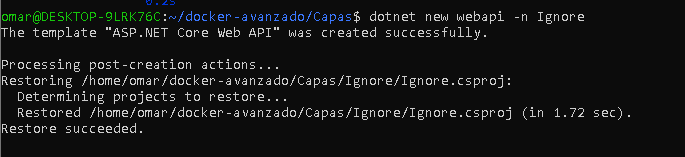 0.2s
omar@DESKTOP-9LRK76C:~/docker-avanzado/Capas$ dotnet new webapi -n Ignore
The template "ASP.NET Core Web API" was created successfully.
Processing post-creation actions...
Restoring /home/omar/docker-avanzado/Capas/Ignore/Ignore.csproj:
  Determining projects to restore...
  Restored /home/omar/docker-avanzado/Capas/Ignore/Ignore.csproj (in 1.72 sec).
Restore succeeded.